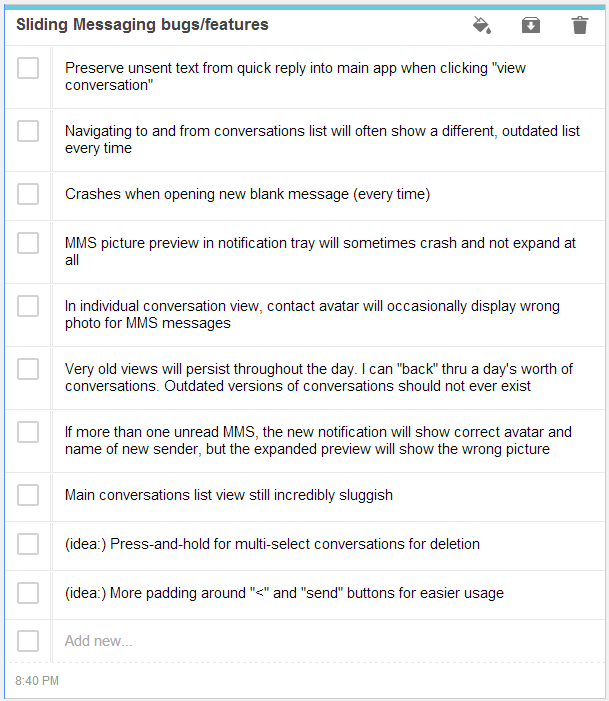 Sliding Messaging bugs/features
Preserve unsent text from quick reply into main app when clicking "view
conversation"
Navigating to and from conversations list will often show a different, outdated list
every time
Crashes when opening new blank message (every time)
MMS picture preview in notification tray will sometimes crash and not expand at
all
In individual conversation view, contact avatar will occasionally display wrong
photo for MMS messages
Very old views will persist throughout the day. I can "back" thru a day's worth of
conversations. Outdated versions of conversations should not ever exist
If more than one unread MMS, the new notification will show correct avatar and
name of new sender, but the expanded preview will show the wrong picture
Main conversations list view still incredibly sluggish
(idea:) Press-and-hold for multi-select conversations for deletion
(idea:) More padding around "<" and "send" buttons for easier usage
Add new...
8:40 PM